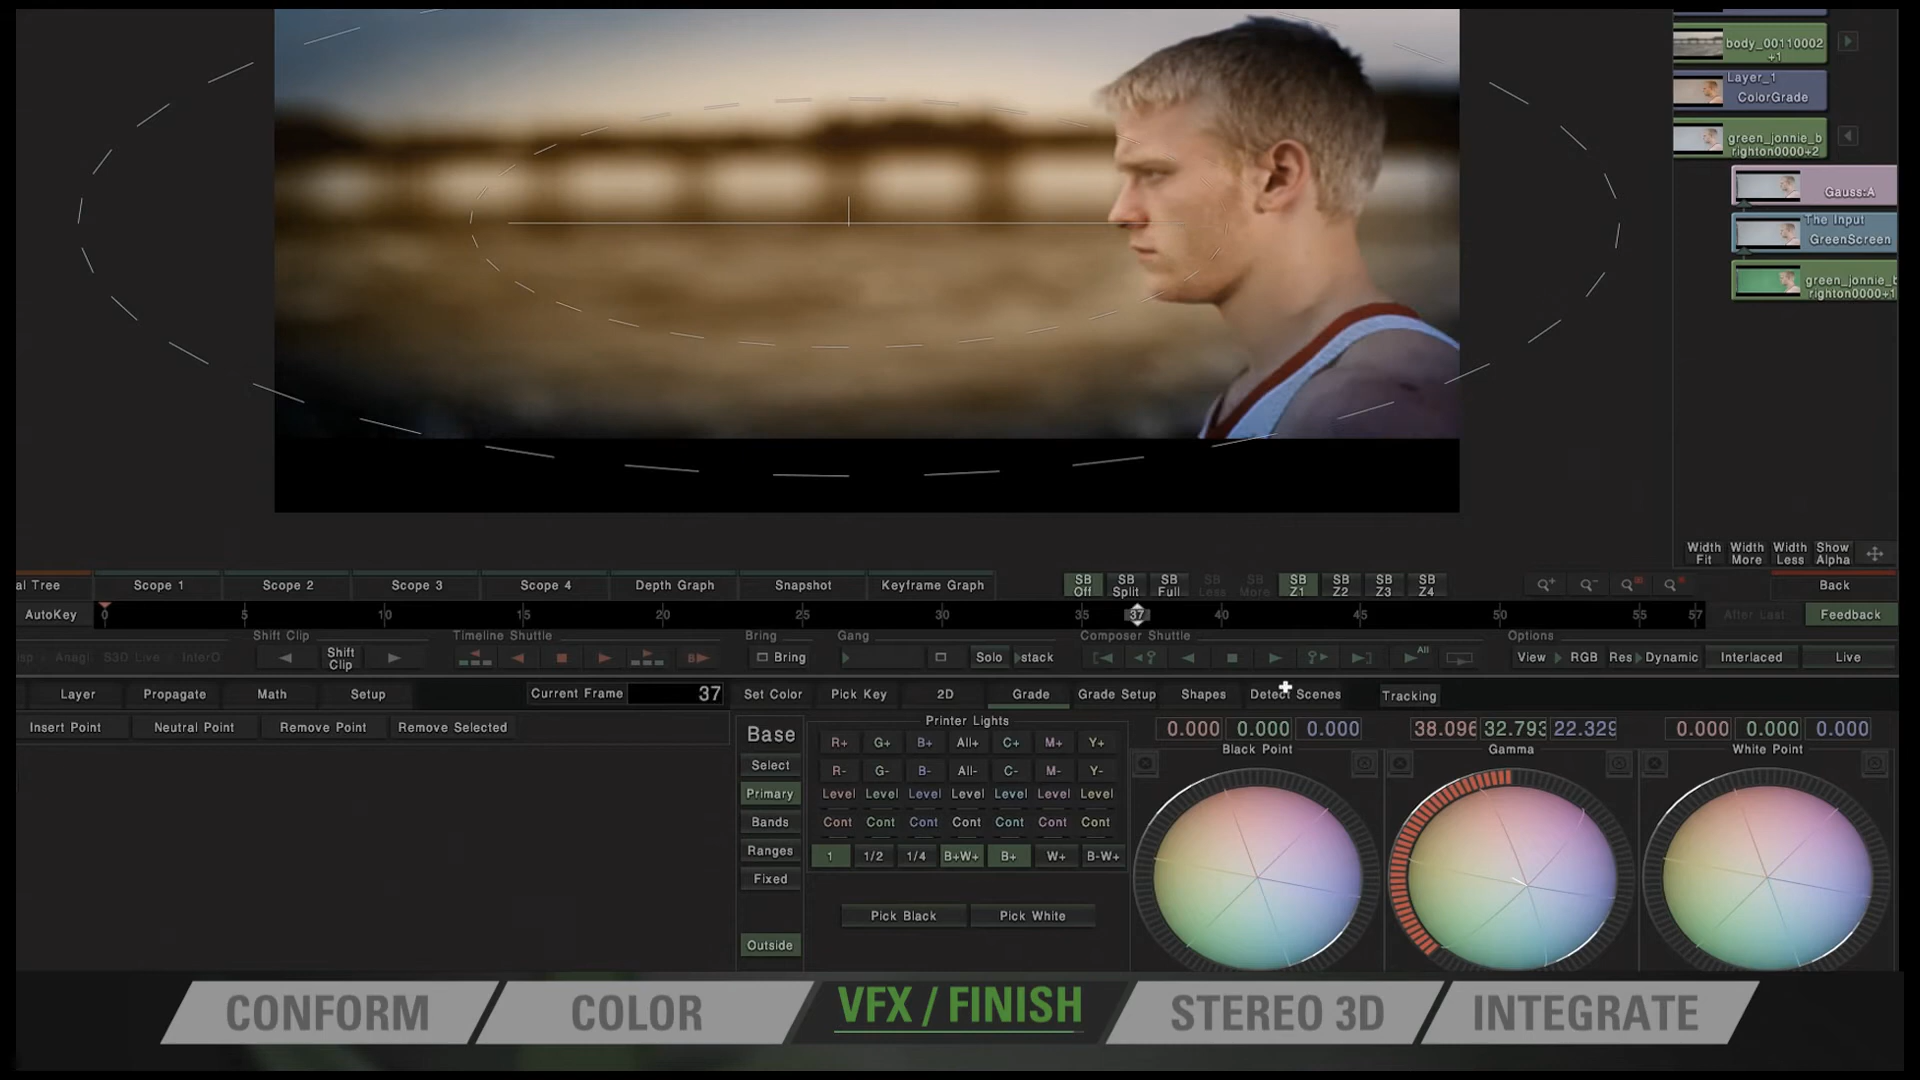 body_00110002
+1
Layer_1
ColorGrade
green_jonnie_b
righton0000+2
Gauss:A
The Input
GreenScreen
green_jonnie_b
righton0000+1
Width Fit
Width More
Width Less
Show Alpha
al Tree
Scope 1
Scope 2
Scope 3
Scope 4
Depth Graph
Snapshot
Keyframe Graph
SB Off
SB Split
SB Full
SB Less
SB More
SB Z1
SB Z2
SB Z3
SB Z4
Back
AutoKey
0 5 10 15 20 25 30 35 37 40 45 50 55 57
After Last
Feedback
Shift Clip
Timeline Shuttle
Bring
Gang
Composer Shuttle
Options
isp Anagl S3D Live InterO
Shift Clip
B
Bring
Solo
stack
All
View
RGB
Res
Dynamic
Interlaced
Live
Layer
Propagate
Math
Setup
Current Frame 37
Set Color
Pick Key
2D
Grade
Grade Setup
Shapes
Detect Scenes
Tracking
Insert Point
Neutral Point
Remove Point
Remove Selected
Base
Select
Primary
Bands
Ranges
Fixed
Outside
Printer Lights
R+ G+ B+ All+ C+ M+ Y+
R- G- B- All- C- M- Y-
Level Level Level Level Level Level Level
Cont Cont Cont Cont Cont Cont Cont
1 1/2 1/4 B+W+ B+ W+ B-W+
Pick Black
Pick White
0.000 0.000 0.000
Black Point
38.096 32.793 22.329
Gamma
0.000 0.000 0.000
White Point
CONFORM
COLOR
VFX / FINISH
STEREO 3D
INTEGRATE